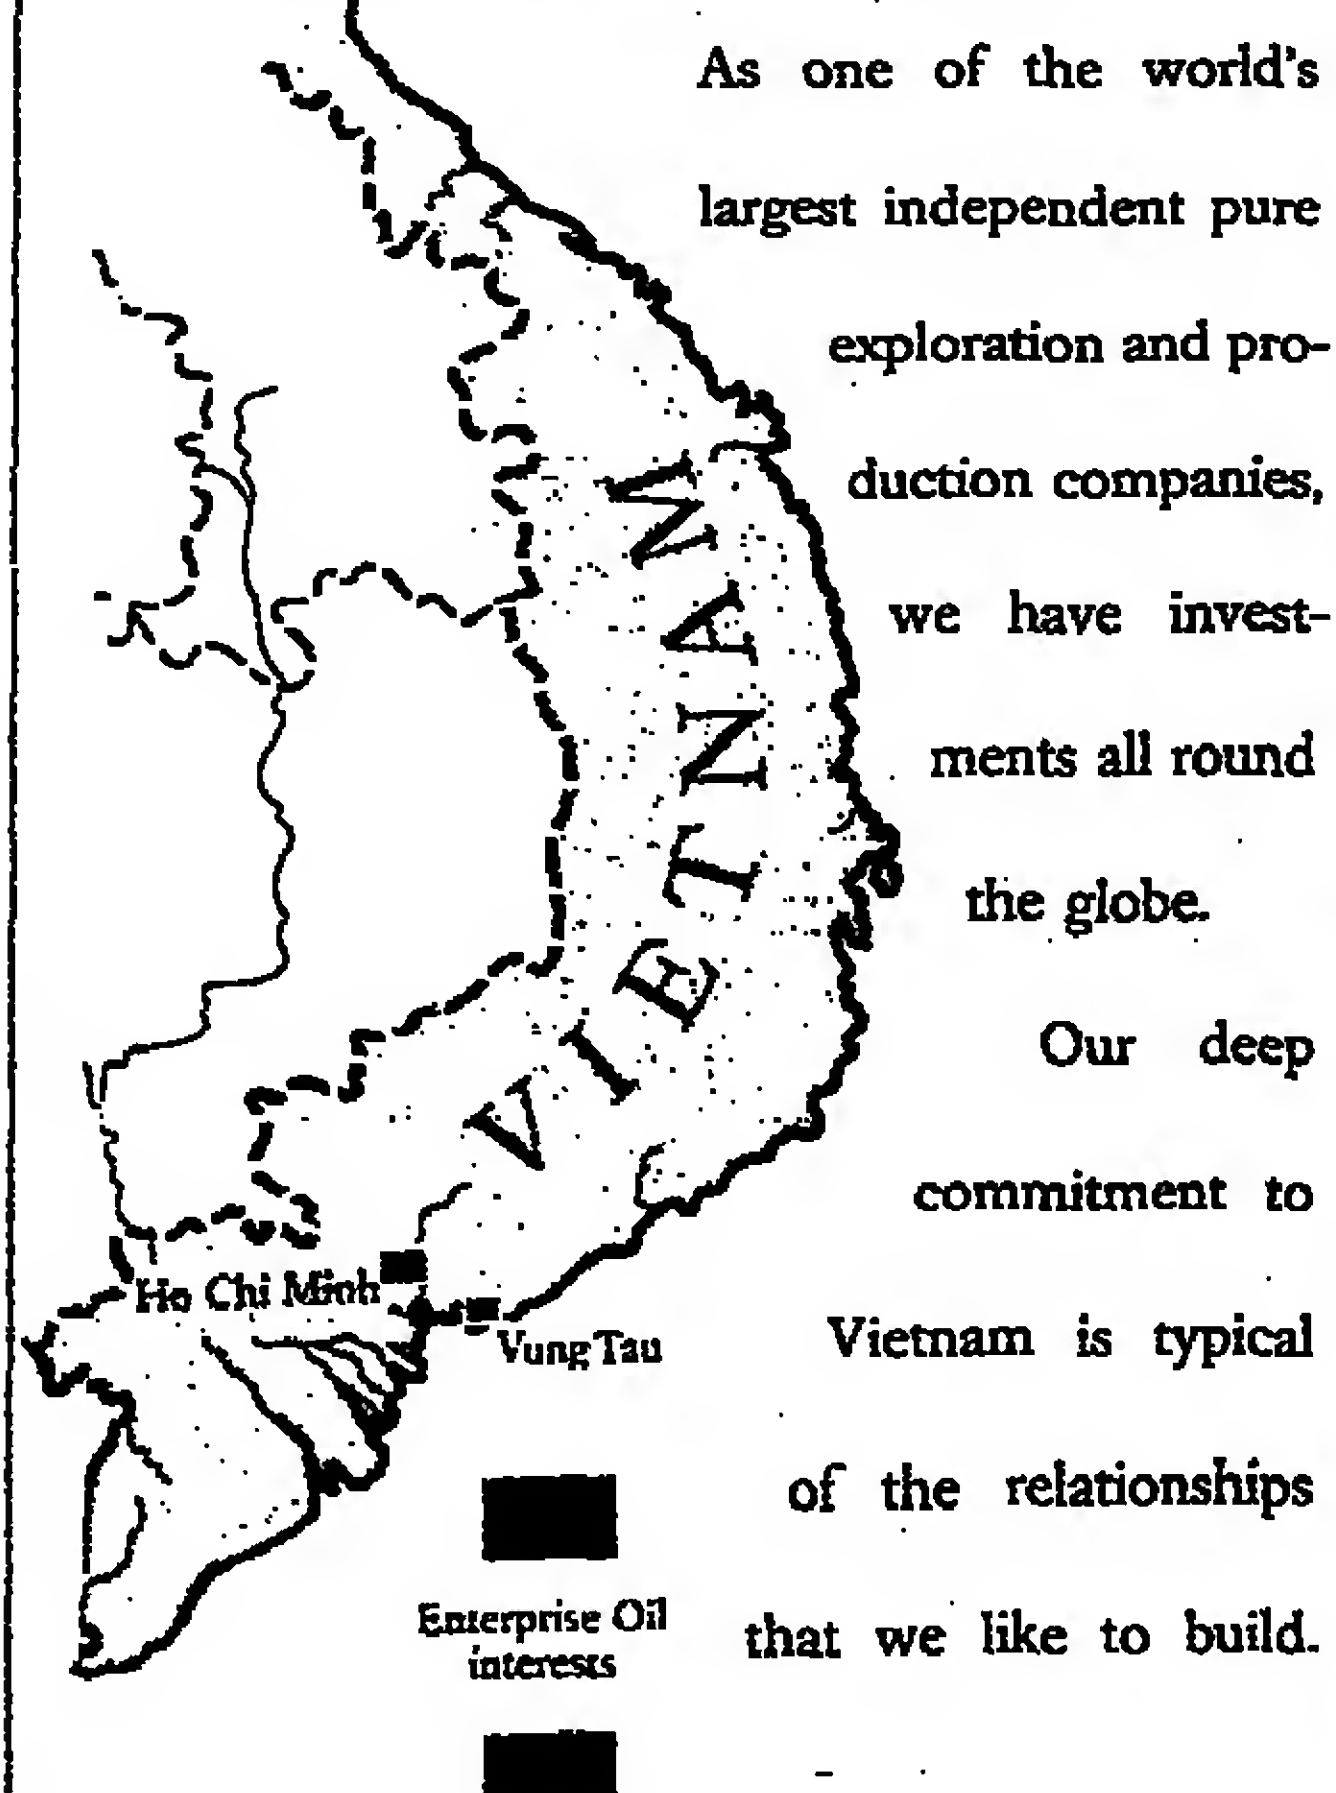 As one of the world's
largest independent pure
exploration and pro-
duction companies,
we have invest-
ments all round
the globe.
Our deep
commitment to
Vietnam is typical
of the relationships
that we like to build.
VIETNAM
Ho Chi Minh
Vung Tau
Enterprise Oil
interests